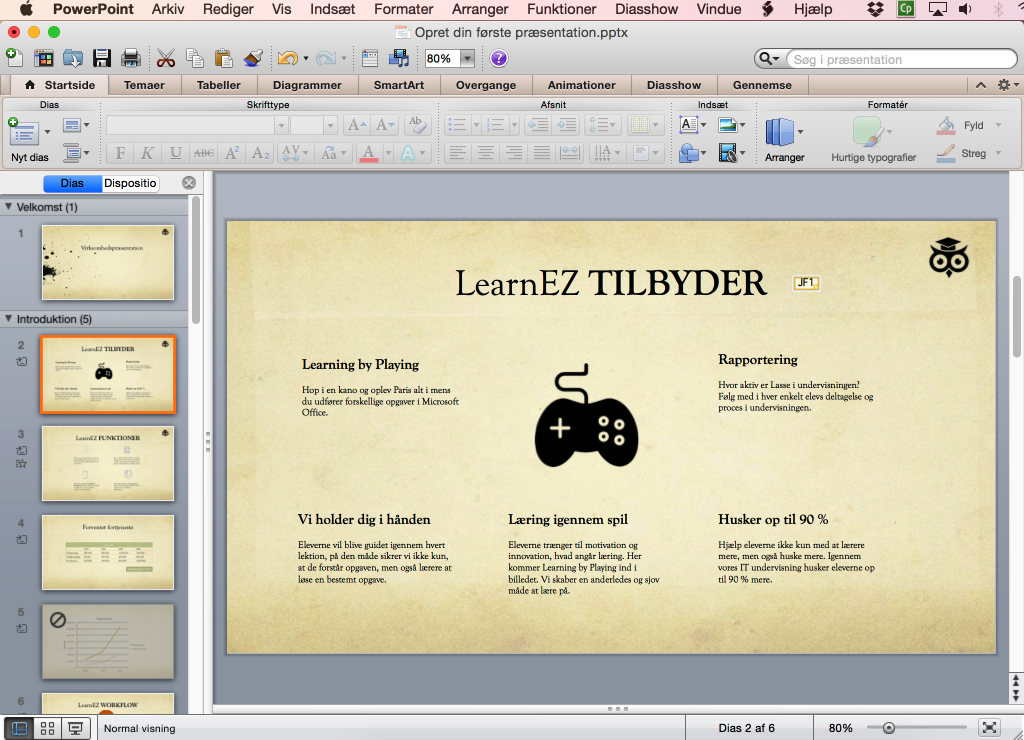 PowerPoint Arkiv Rediger Vis Indsæt Formater Arranger Funktioner Diasshow Vindue Hjælp Cp
Opret din første præsentation.pptx
80% ? Søg i præsentation
Startside Temaer Tabeller Diagrammer SmartArt Overgange Animationer Diasshow Gennemse
Dias Skrifttype Afsnit Indsæt Formatér
Nyt dias
F K U ABC A² A₂ AV Aa A A
Arranger
Hurtige typografier
Fyld
Streg
Dias Dispositio
Velkomst (1)
1
Virksomhedspræsentation
Introduktion (5)
2
LearnEZ TILBYDER
3
LearnEZ FUNKTIONER
4
Forventet fortjeneste
5
6
LearnEZ WORKFLOW
LearnEZ TILBYDER
JF1
Learning by Playing
Hop i en kano og oplev Paris alt i mens
du udfører forskellige opgaver i Microsoft
Office.
Rapportering
Hvor aktiv er Lasse i undervisningen?
Følg med i hver enkelt elevs deltagelse og
proces i undervisningen.
Vi holder dig i hånden
Eleverne vil blive guidet igennem hvert
lektion, på den måde sikrer vi ikke kun,
at de forstår opgaven, men også lærere at
løse en bestemt opgave.
Læring igennem spil
Eleverne trænger til motivation og
innovation, hvad angår læring. Her
kommer Learning by Playing ind i
billedet. Vi skaber en anderledes og sjov
måde at lære på.
Husker op til 90 %
Hjælp eleverne ikke kun med at lærere
mere, men også huske mere. Igennem
vores IT undervisning husker eleverne op
til 90 % mere.
Normal visning
Dias 2 af 6
80%